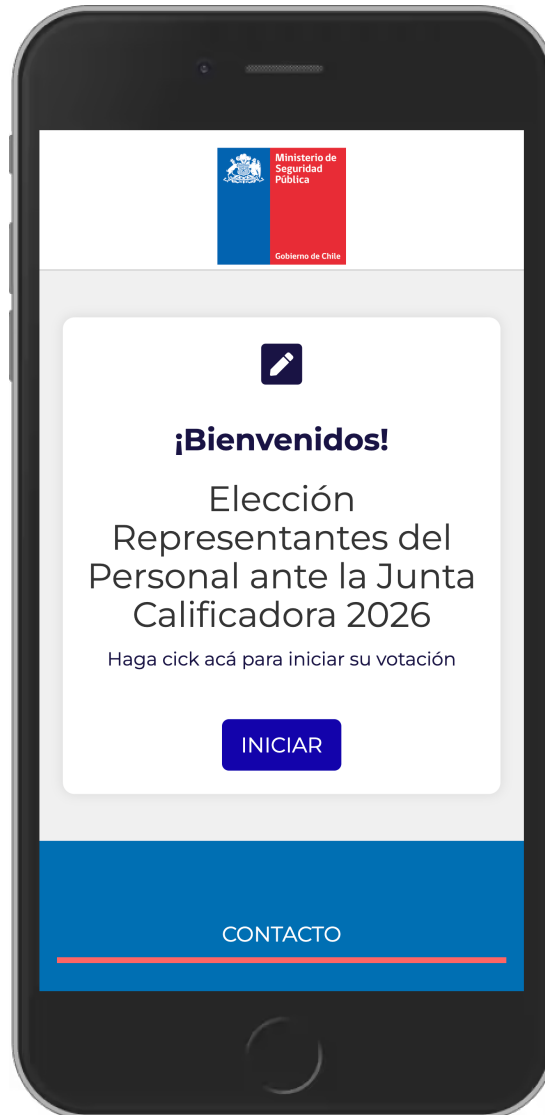 Ministerio de
Seguridad
Pública
Gobierno de Chile
¡Bienvenidos!
Elección
Representantes del
Personal ante la Junta
Calificadora 2026
Haga cick acá para iniciar su votación
INICIAR
CONTACTO